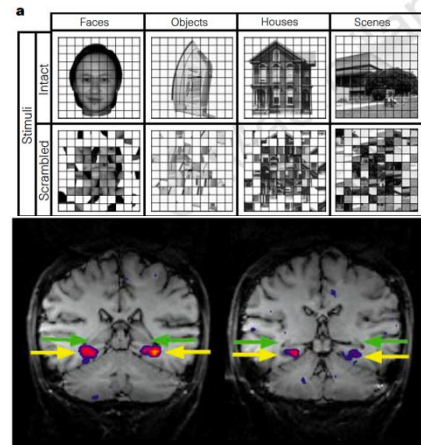 a
Faces Objects Houses Scenes
Stimuli
Intact
Scrambled